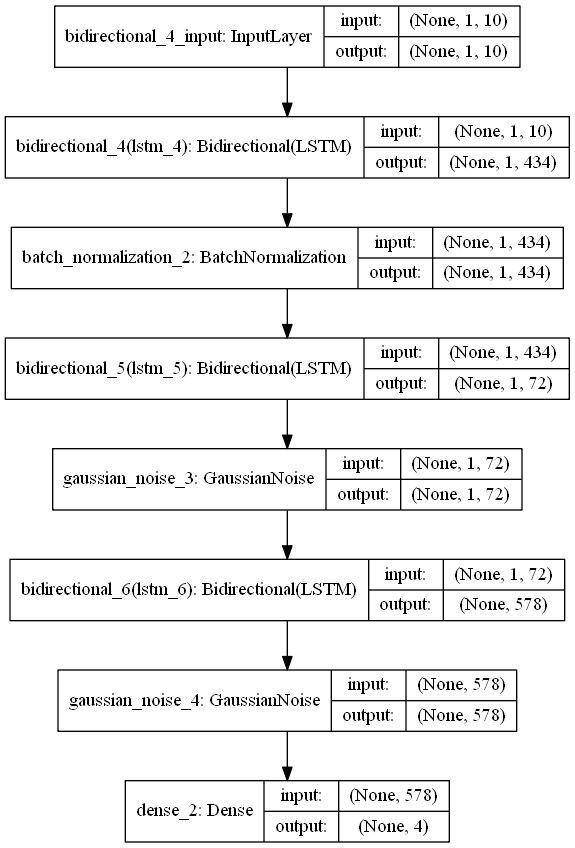 bidirectional_4_input: InputLayer
input: (None, 1, 10)
output: (None, 1, 10)
bidirectional_4(lstm_4): Bidirectional(LSTM)
input: (None, 1, 10)
output: (None, 1, 434)
batch_normalization_2: BatchNormalization
input: (None, 1, 434)
output: (None, 1, 434)
bidirectional_5(lstm_5): Bidirectional(LSTM)
input: (None, 1, 434)
output: (None, 1, 72)
gaussian_noise_3: GaussianNoise
input: (None, 1, 72)
output: (None, 1, 72)
bidirectional_6(lstm_6): Bidirectional(LSTM)
input: (None, 1, 72)
output: (None, 578)
gaussian_noise_4: GaussianNoise
input: (None, 578)
output: (None, 578)
dense_2: Dense
input: (None, 578)
output: (None, 4)